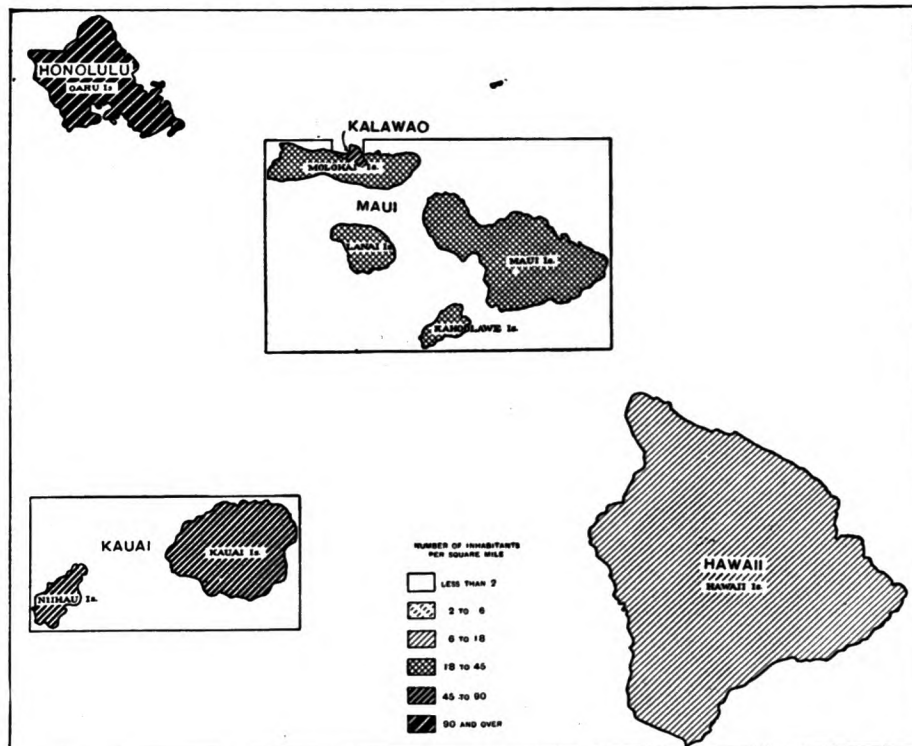 HONOLULU
OAHU Is
KALAWAO
MOLOKAI Is.
MAUI
LANAI Is.
MAUI Is.
KAHOOLAWE Is.
KAUAI
KAUAI Is.
NIIHAU Is.
HAWAII
HAWAII Is.
NUMBER OF INHABITANTS
PER SQUARE MILE
LESS THAN 2
2 TO 6
6 TO 18
18 TO 45
45 TO 90
90 AND OVER